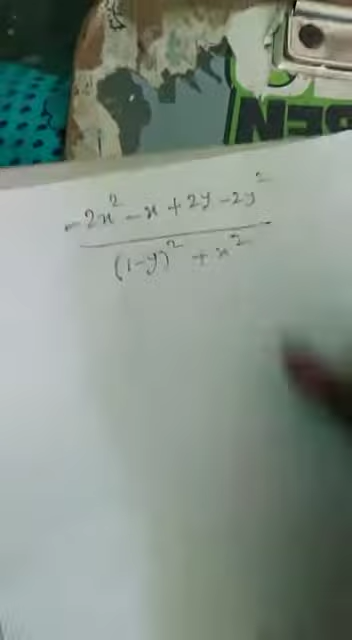 -2x² - x + 2y - 2y²
(1-y)² + x²